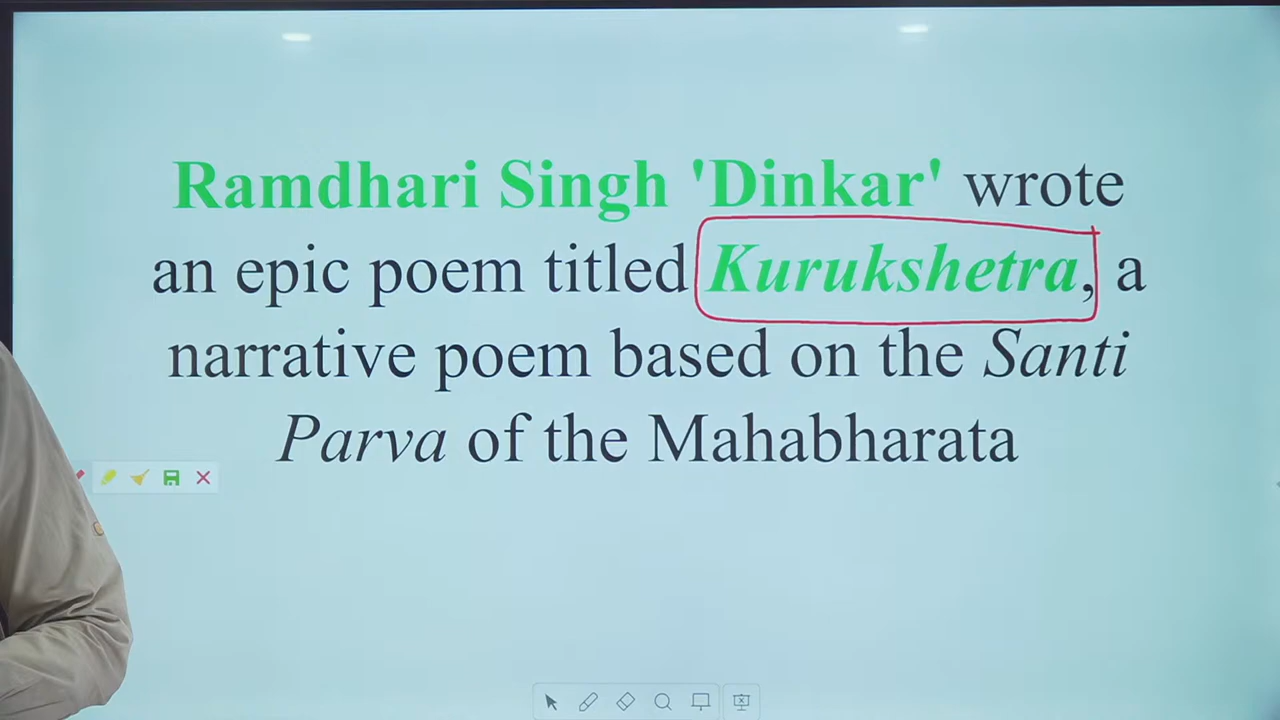 Ramdhari Singh 'Dinkar' wrote
an epic poem titled Kurukshetra, a
narrative poem based on the Santi
Parva of the Mahabharata